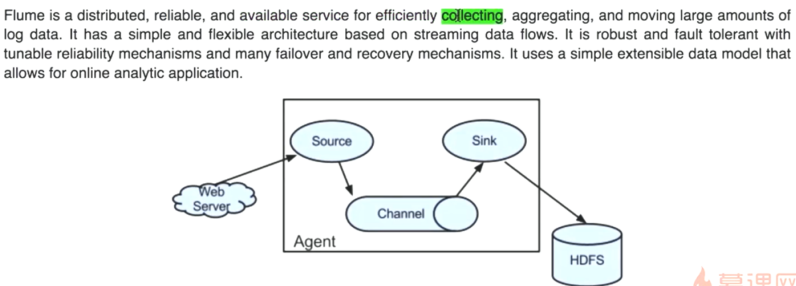 Flume is a distributed, reliable, and available service for efficiently collecting, aggregating, and moving large amounts of
log data. It has a simple and flexible architecture based on streaming data flows. It is robust and fault tolerant with
tunable reliability mechanisms and many failover and recovery mechanisms. It uses a simple extensible data model that
allows for online analytic application.
Source
Sink
Web
Server
Channel
Agent
HDFS
慕课网